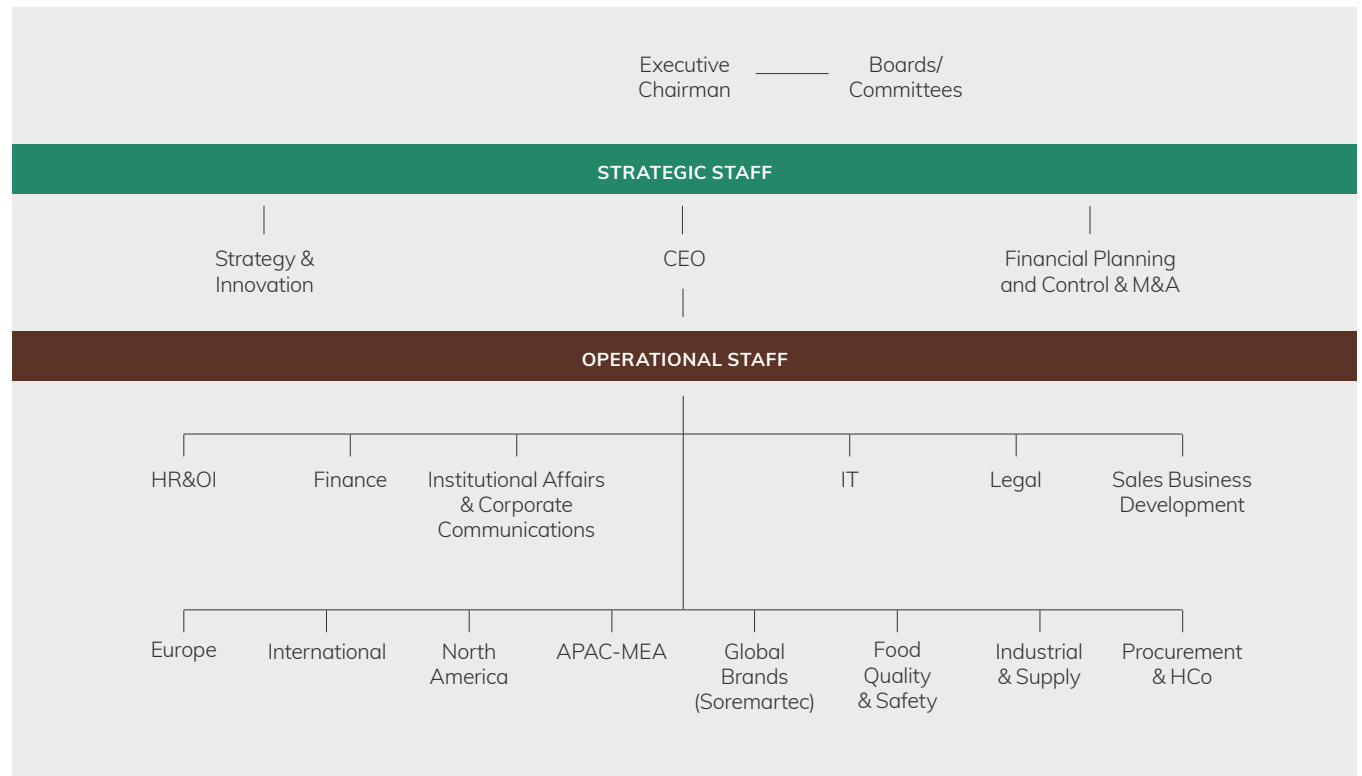 Executive
Chairman
Boards/
Committees
STRATEGIC STAFF
Strategy &
Innovation
CEO
Financial Planning
and Control & M&A
OPERATIONAL STAFF
HR&OI
Finance
Institutional Affairs
& Corporate
Communications
IT
Legal
Sales Business
Development
Europe
International
North
America
APAC-MEA
Global
Brands
(Soremartec)
Food
Quality
& Safety
Industrial
& Supply
Procurement
& HCo